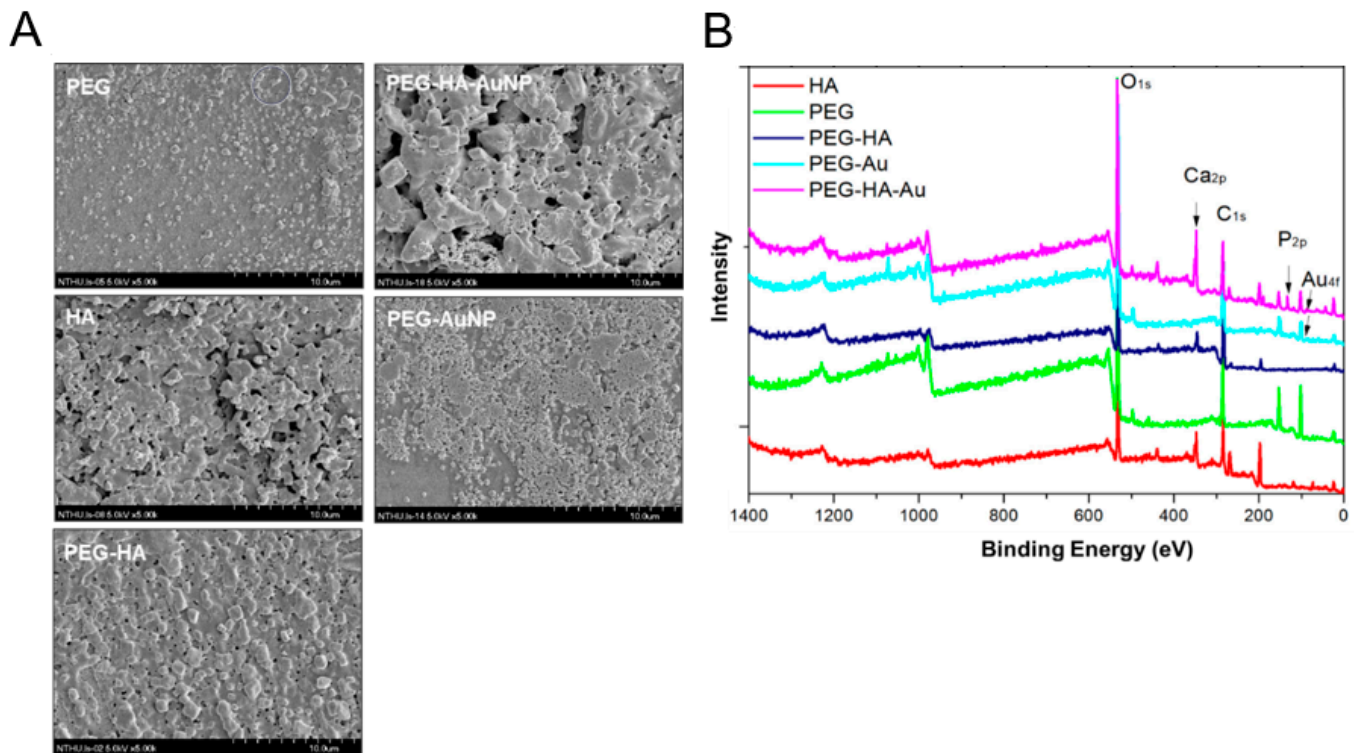 A
PEG
NTHU.ls-05 5.0kV x5.00k 10.0um
PEG-HA-AuNP
NTHU.ls-18 5.0kV x5.00k 10.0um
HA
NTHU.ls-08 5.0kV x5.00k 10.0um
PEG-AuNP
NTHU.ls-14 5.0kV x5.00k 10.0um
PEG-HA
NTHU.ls-02 5.0kV x5.00k 10.0um
B
HA
PEG
PEG-HA
PEG-Au
PEG-HA-Au
O1s
Ca2p
C1s
P2p
Au4f
Intensity
1400 1200 1000 800 600 400 200 0
Binding Energy (eV)